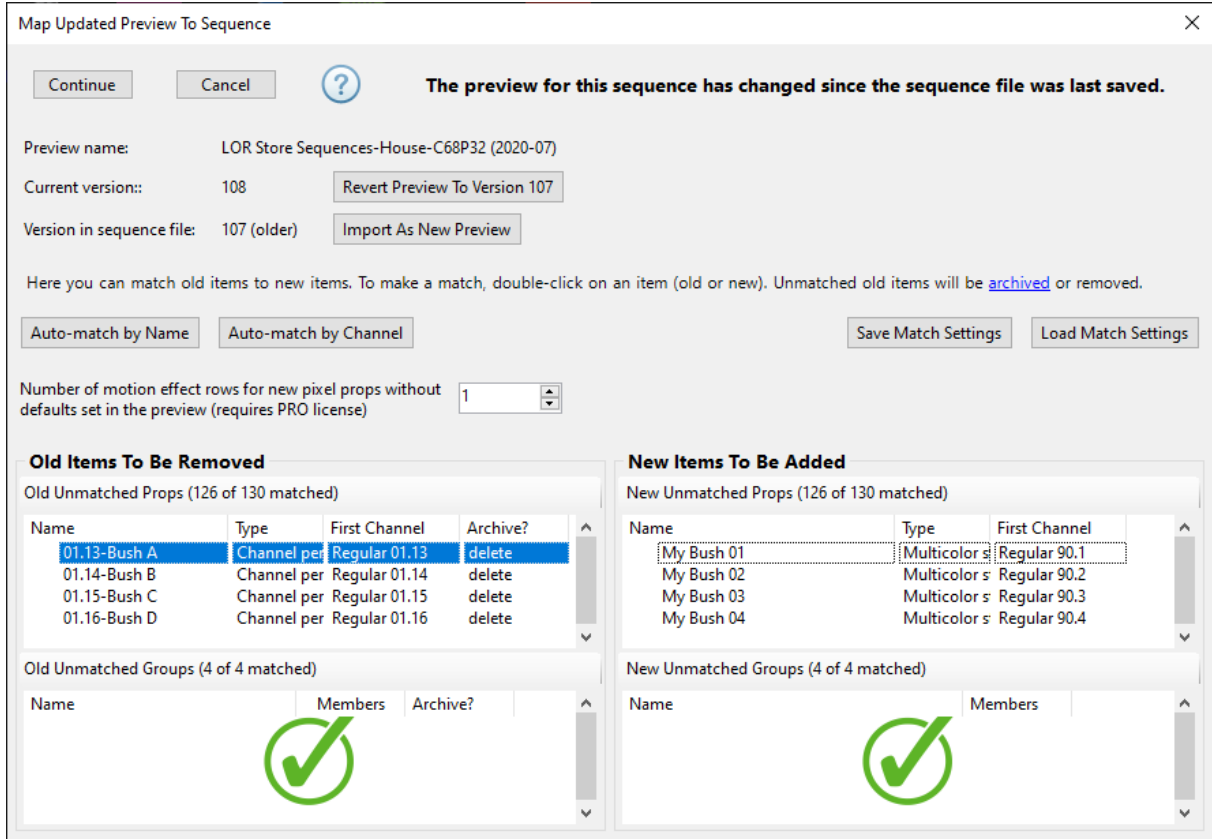 Map Updated Preview To Sequence
Continue Cancel ? The preview for this sequence has changed since the sequence file was last saved.
Preview name: LOR Store Sequences-House-C68P32 (2020-07)
Current version:: 108 Revert Preview To Version 107
Version in sequence file: 107 (older) Import As New Preview
Here you can match old items to new items. To make a match, double-click on an item (old or new). Unmatched old items will be archived or removed.
Auto-match by Name Auto-match by Channel Save Match Settings Load Match Settings
Number of motion effect rows for new pixel props without
defaults set in the preview (requires PRO license) 1
Old Items To Be Removed
Old Unmatched Props (126 of 130 matched)
Name Type First Channel Archive?
01.13-Bush A Channel per Regular 01.13 delete
01.14-Bush B Channel per Regular 01.14 delete
01.15-Bush C Channel per Regular 01.15 delete
01.16-Bush D Channel per Regular 01.16 delete
Old Unmatched Groups (4 of 4 matched)
Name Members Archive?
New Items To Be Added
New Unmatched Props (126 of 130 matched)
Name Type First Channel
My Bush 01 Multicolor s Regular 90.1
My Bush 02 Multicolor s Regular 90.2
My Bush 03 Multicolor s Regular 90.3
My Bush 04 Multicolor s Regular 90.4
New Unmatched Groups (4 of 4 matched)
Name Members